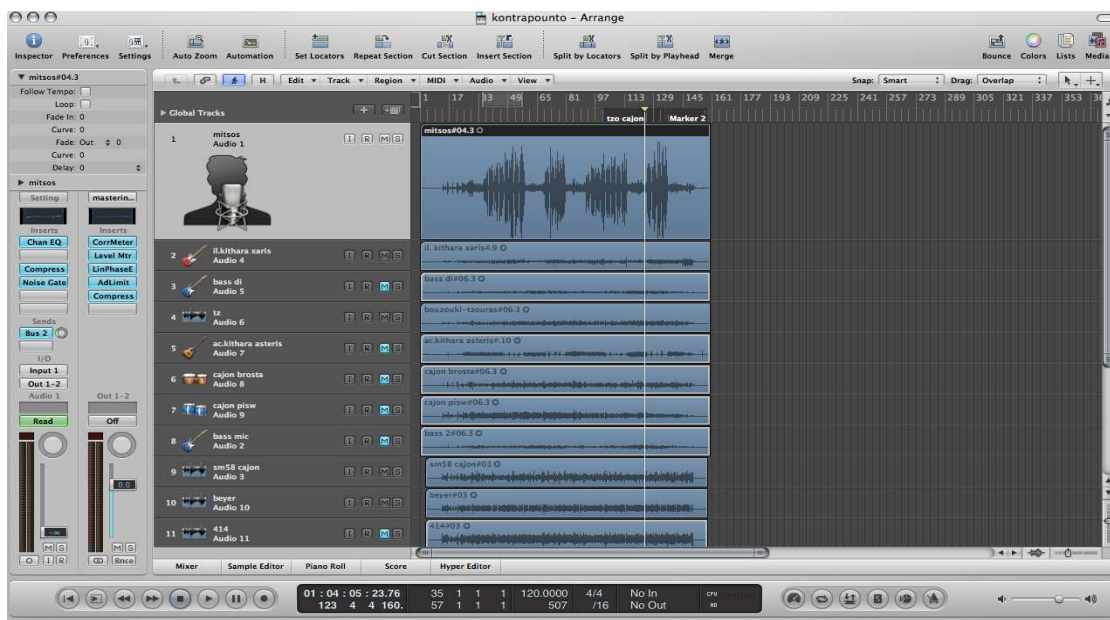 kontrapounto – Arrange
Inspector Preferences Settings Auto Zoom Automation Set Locators Repeat Section Cut Section Insert Section Split by Locators Split by Playhead Merge Bounce Colors Lists Media
mitsos#04.3
Follow Tempo:
Loop:
Fade In: 0
Curve: 0
Fade: Out 0
Curve: 0
Delay: 0
mitsos
Setting masterin...
Inserts Inserts
Chan EQ CorrMeter
Level Mtr
Compress LinPhaseE
Noise Gate AdLimit
Compress
Sends
Bus 2
I/O
Input 1
Out 1-2
Audio 1 Out 1-2
Read Off
0.0
-∞
M S M S
O I R Bnce
H Edit Track Region MIDI Audio View Snap: Smart Drag: Overlap
Global Tracks
1 17 33 49 65 81 97 113 129 145 161 177 193 209 225 241 257 273 289 305 321 337 353
tzo cajon Marker 2
1 mitsos I R M S
Audio 1
mitsos#04.3
2 il.kithara xaris I R M S
Audio 4
il. kithara xaris#.9
3 bass di I R M S
Audio 5
bass di#06.3
4 tz I R M S
Audio 6
bouzouki-tzouras#06.3
5 ac.kithara asteris I R M S
Audio 7
ac.kithara asteris#.10
6 cajon brosta I R M S
Audio 8
cajon brosta#06.3
7 cajon pisw I R M S
Audio 9
cajon pisw#06.3
8 bass mic I R M S
Audio 2
bass 2#06.3
9 sm58 cajon I R M S
Audio 3
sm58 cajon#03
10 beyer I R M S
Audio 10
beyer#03
11 414 I R M S
Audio 11
414#03
Mixer Sample Editor Piano Roll Score Hyper Editor
01 : 04 : 05 : 23.76 35 1 1 1 120.0000 4/4 No In CPU
123 4 4 160. 57 1 1 1 507 /16 No Out HD